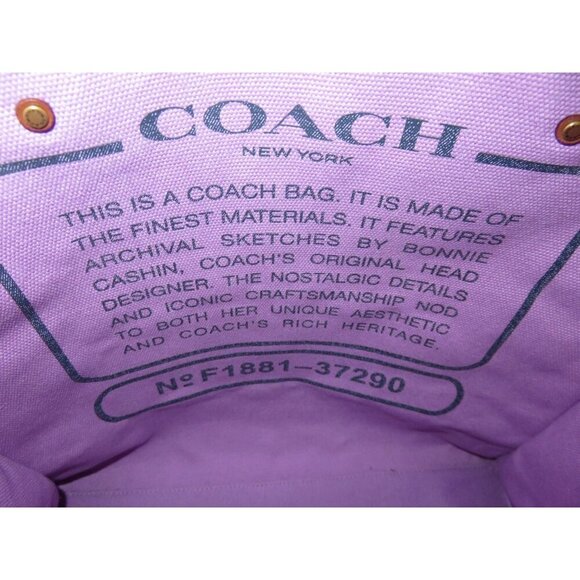 COACH
NEW YORK
THIS IS A COACH BAG. IT IS MADE OF
THE FINEST MATERIALS. IT FEATURES
ARCHIVAL SKETCHES BY BONNIE
CASHIN, COACH'S ORIGINAL HEAD
DESIGNER. THE NOSTALGIC DETAILS
AND ICONIC CRAFTSMANSHIP NOD
TO BOTH HER UNIQUE AESTHETIC
AND COACH'S RICH HERITAGE.
Nº F1881-37290